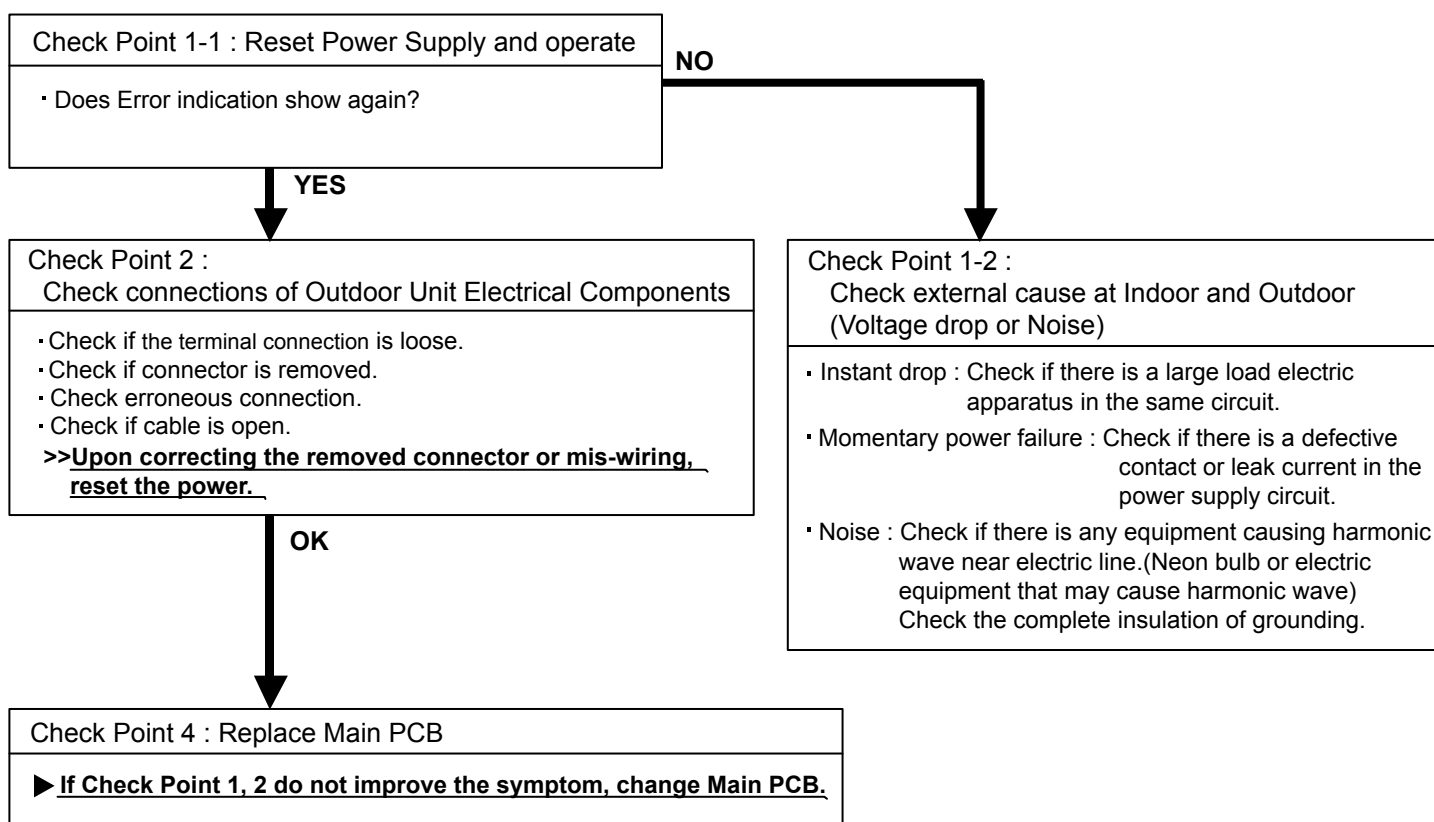 Check Point 1-1 : Reset Power Supply and operate
· Does Error indication show again?
NO
YES
Check Point 2 :
Check connections of Outdoor Unit Electrical Components
· Check if the terminal connection is loose.
· Check if connector is removed.
· Check erroneous connection.
· Check if cable is open.
>>Upon correcting the removed connector or mis-wiring,
reset the power.
OK
Check Point 1-2 :
Check external cause at Indoor and Outdoor
(Voltage drop or Noise)
· Instant drop : Check if there is a large load electric
apparatus in the same circuit.
· Momentary power failure : Check if there is a defective
contact or leak current in the
power supply circuit.
· Noise : Check if there is any equipment causing harmonic
wave near electric line.(Neon bulb or electric
equipment that may cause harmonic wave)
Check the complete insulation of grounding.
Check Point 4 : Replace Main PCB
▶ If Check Point 1, 2 do not improve the symptom, change Main PCB.